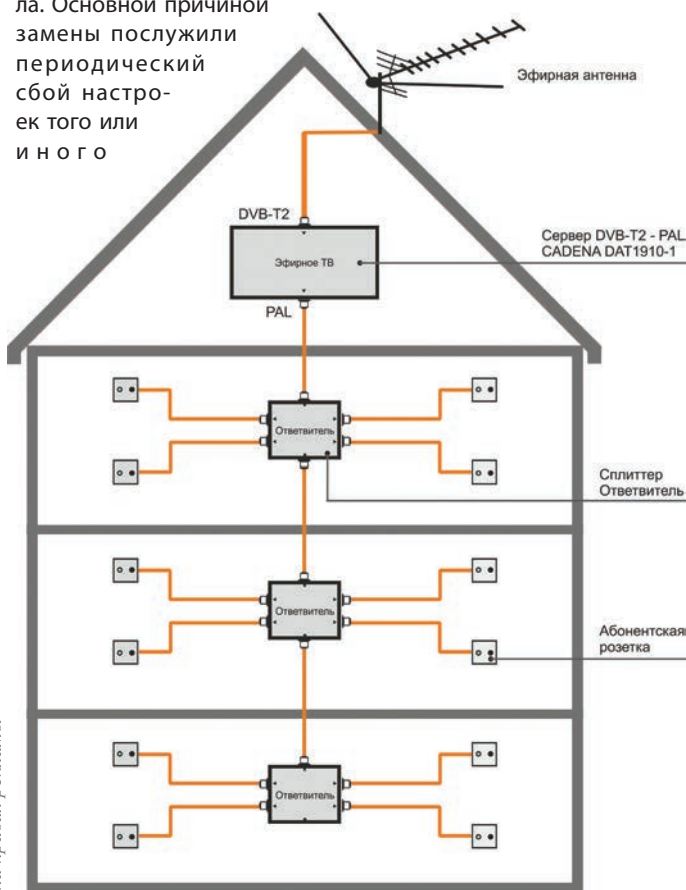 ла. Основной причиной
замены послужили
периодический
сбой настро-
ек того или
иного
Эфирная антенна
DVB-T2
Эфирное ТВ
Сервер DVB-T2 - PAL
CADENA DAT1910-1
PAL
Ответвитель
Сплиттер
Ответвитель
Ответвитель
Абонентская
розетка
Ответвитель